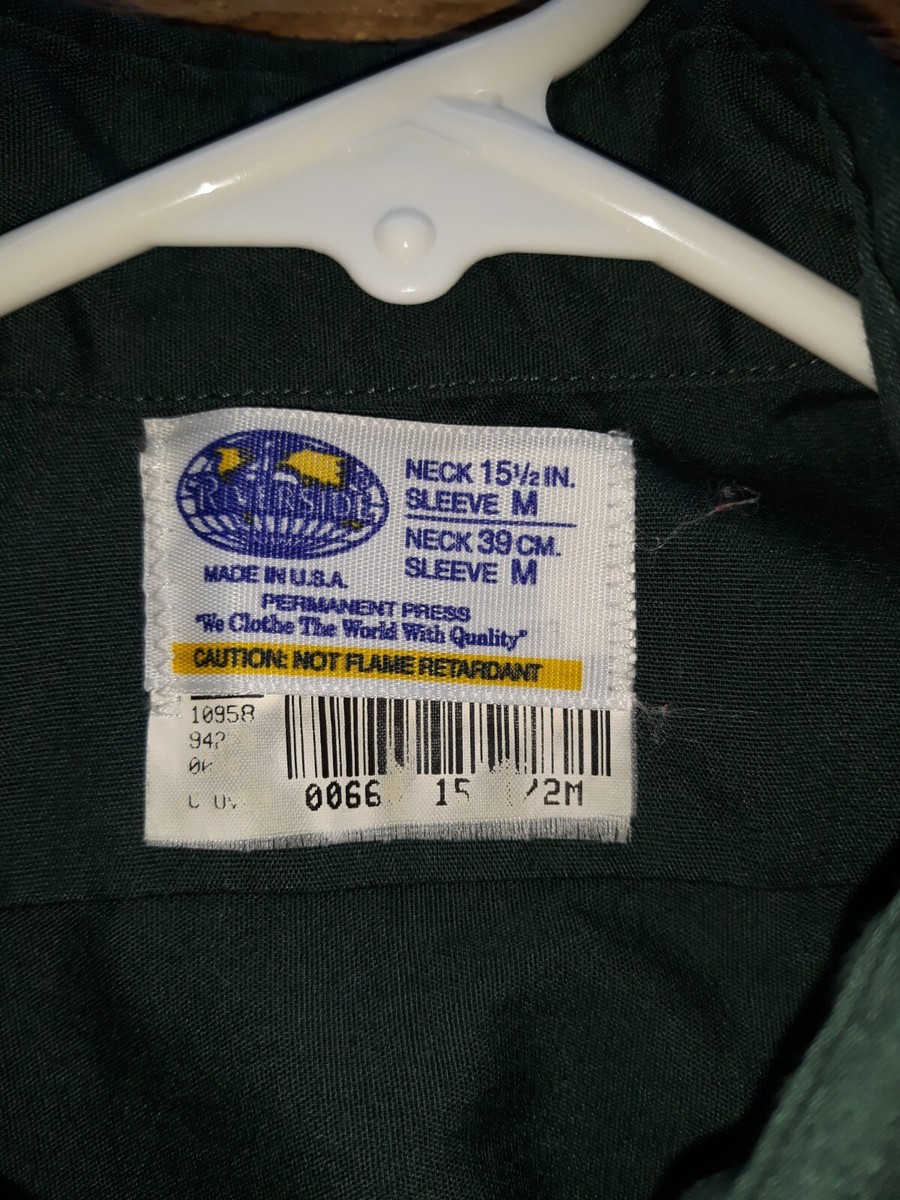 RIVERSIDE
NECK 15½ IN.
SLEEVE M
NECK 39 CM.
SLEEVE M
MADE IN U.S.A.
PERMANENT PRESS
"We Clothe The World With Quality"
CAUTION: NOT FLAME RETARDANT
10958
0066 15 /2M